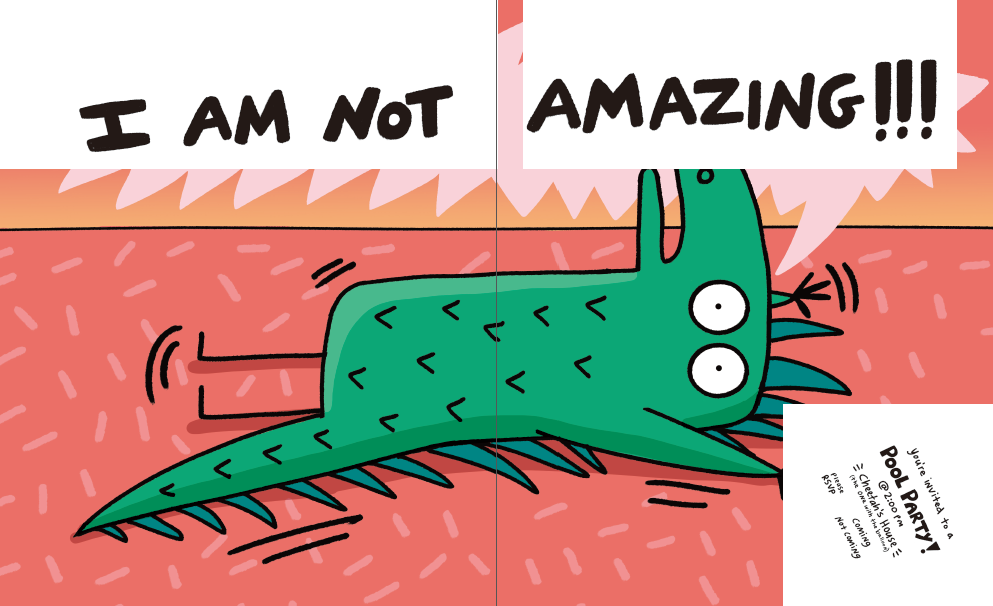 I AM NOT AMAZING!!!
you're invited to a
POOL PARTY!
@ 2:00 pm
= Cheetah's House =
(the one with the balloons)
please RSVP
coming
not coming